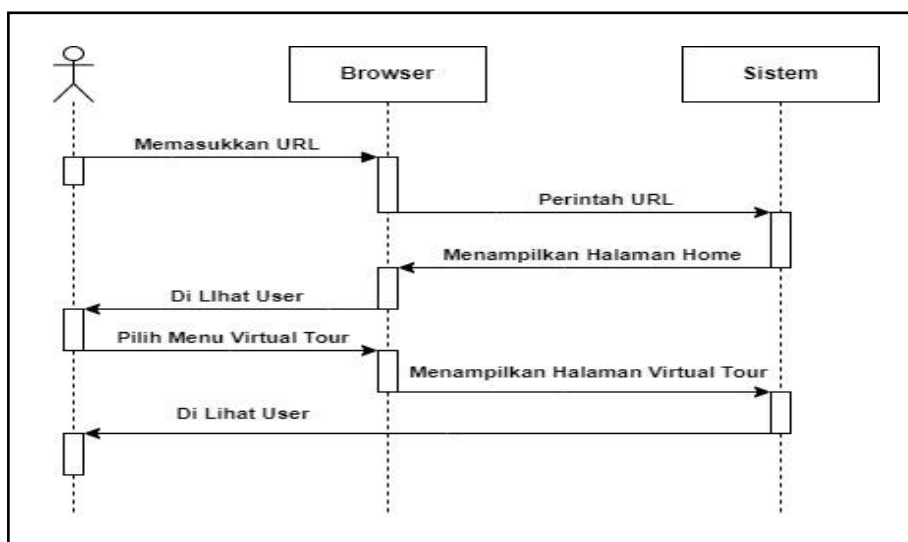 Browser
Sistem
Memasukkan URL
Perintah URL
Menampilkan Halaman Home
Di LIhat User
Pilih Menu Virtual Tour
Menampilkan Halaman Virtual Tour
Di Lihat User